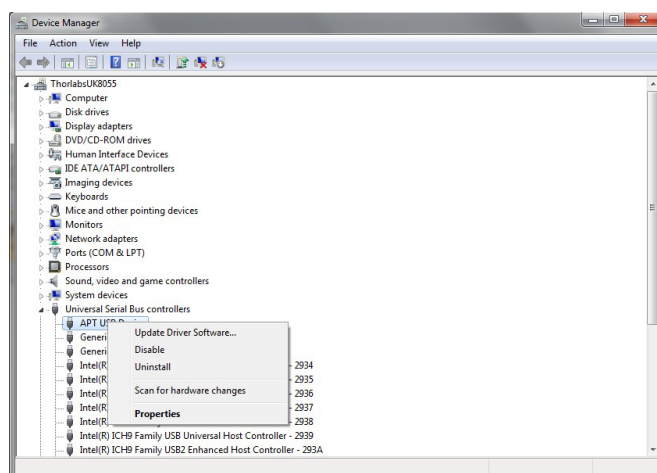 Device Manager
File Action View Help
ThorlabsUK8055
Computer
Disk drives
Display adapters
DVD/CD-ROM drives
Human Interface Devices
IDE ATA/ATAPI controllers
Imaging devices
Keyboards
Mice and other pointing devices
Monitors
Network adapters
Ports (COM & LPT)
Processors
Sound, video and game controllers
System devices
Universal Serial Bus controllers
APT USB
Update Driver Software...
Generi
Disable
Generi
Uninstall
Intel(R) - 2934
Intel(R) - 2935
Scan for hardware changes
Intel(R) - 2936
Intel(R) - 2937
Properties
Intel(R) - 2938
Intel(R) ICH9 Family USB Universal Host Controller - 2939
Intel(R) ICH9 Family USB2 Enhanced Host Controller - 293A